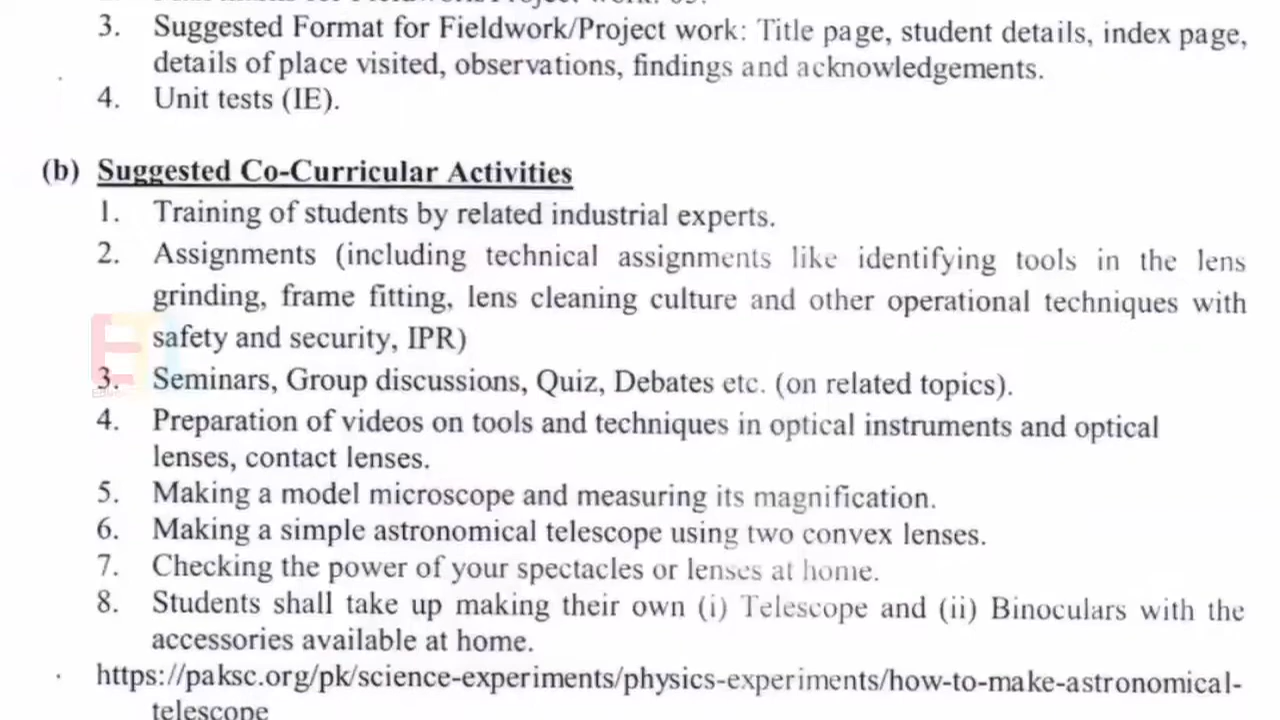 3. Suggested Format for Fieldwork/Project work: Title page, student details, index page,
details of place visited, observations, findings and acknowledgements.
4. Unit tests (IE).
(b) Suggested Co-Curricular Activities
1. Training of students by related industrial experts.
2. Assignments (including technical assignments like identifying tools in the lens
grinding, frame fitting, lens cleaning culture and other operational techniques with
safety and security, IPR)
3. Seminars, Group discussions, Quiz, Debates etc. (on related topics).
4. Preparation of videos on tools and techniques in optical instruments and optical
lenses, contact lenses.
5. Making a model microscope and measuring its magnification.
6. Making a simple astronomical telescope using two convex lenses.
7. Checking the power of your spectacles or lenses at home.
8. Students shall take up making their own (i) Telescope and (ii) Binoculars with the
accessories available at home.
https://paksc.org/pk/science-experiments/physics-experiments/how-to-make-astronomical-
telescope